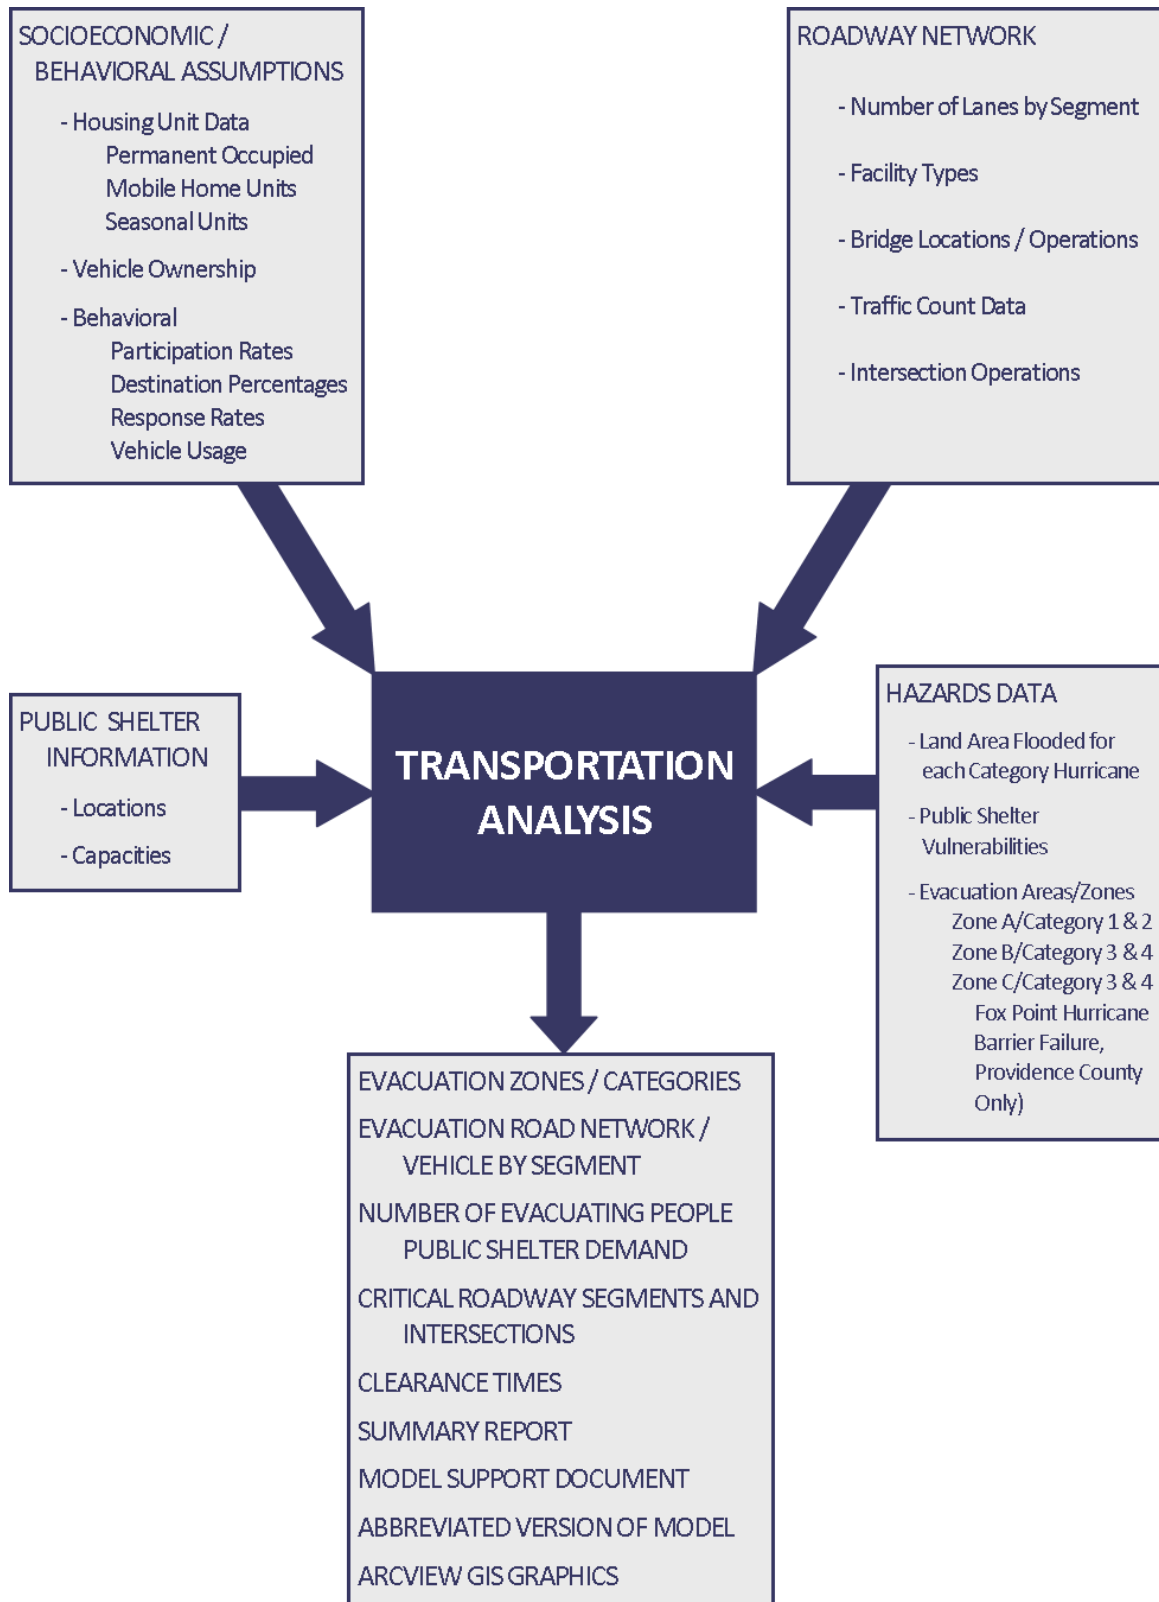 SOCIOECONOMIC /
BEHAVIORAL ASSUMPTIONS
- Housing Unit Data
Permanent Occupied
Mobile Home Units
Seasonal Units
- Vehicle Ownership
- Behavioral
Participation Rates
Destination Percentages
Response Rates
Vehicle Usage
ROADWAY NETWORK
- Number of Lanes by Segment
- Facility Types
- Bridge Locations / Operations
- Traffic Count Data
- Intersection Operations
PUBLIC SHELTER
INFORMATION
- Locations
- Capacities
TRANSPORTATION
ANALYSIS
HAZARDS DATA
- Land Area Flooded for
each Category Hurricane
- Public Shelter
Vulnerabilities
- Evacuation Areas/Zones
Zone A/Category 1 & 2
Zone B/Category 3 & 4
Zone C/Category 3 & 4
Fox Point Hurricane
Barrier Failure,
Providence County
Only)
EVACUATION ZONES / CATEGORIES
EVACUATION ROAD NETWORK /
VEHICLE BY SEGMENT
NUMBER OF EVACUATING PEOPLE
PUBLIC SHELTER DEMAND
CRITICAL ROADWAY SEGMENTS AND
INTERSECTIONS
CLEARANCE TIMES
SUMMARY REPORT
MODEL SUPPORT DOCUMENT
ABBREVIATED VERSION OF MODEL
ARCVIEW GIS GRAPHICS